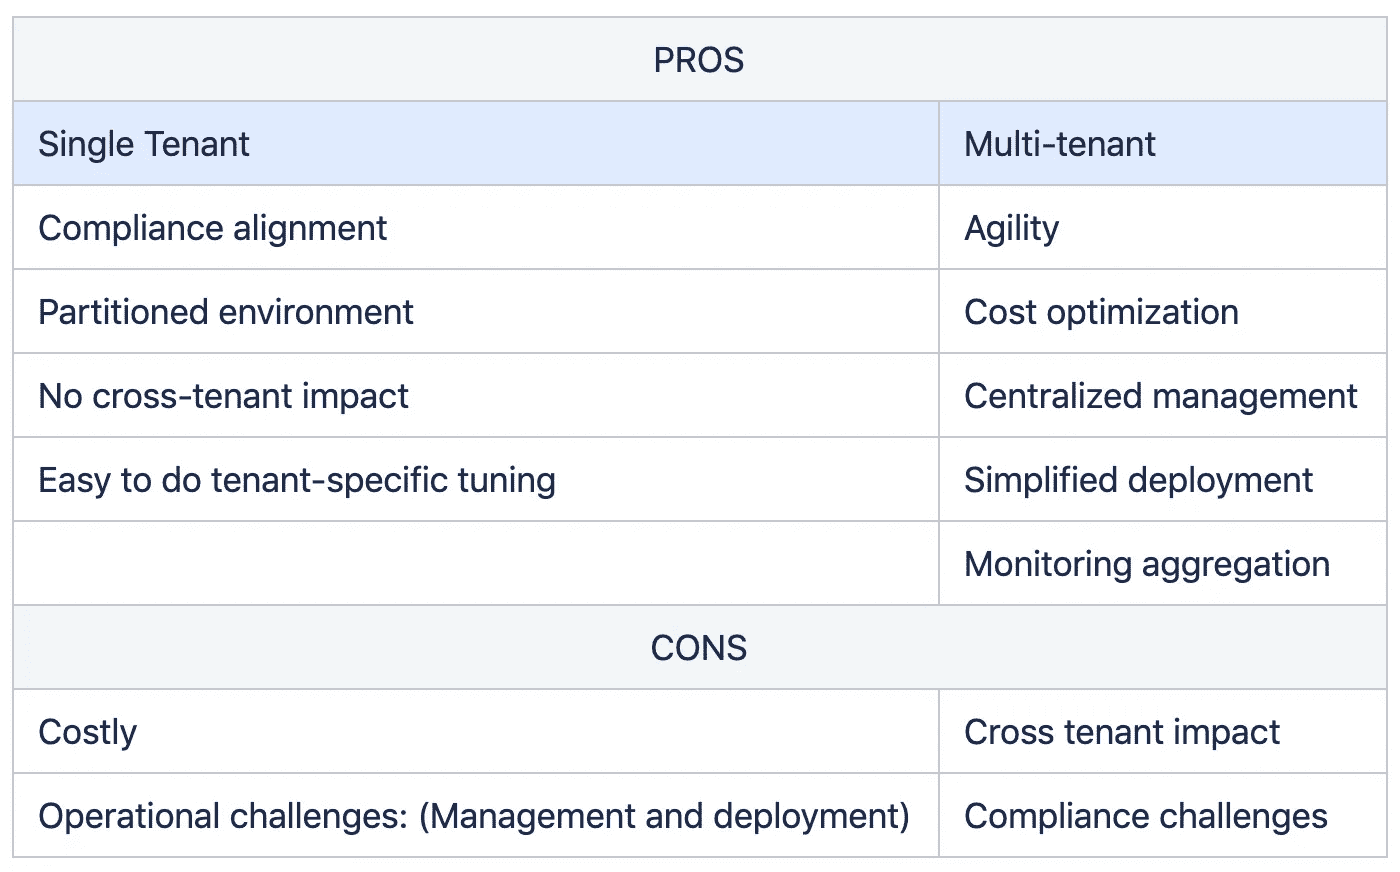 PROS
Single Tenant
Multi-tenant
Compliance alignment
Agility
Partitioned environment
Cost optimization
No cross-tenant impact
Centralized management
Easy to do tenant-specific tuning
Simplified deployment
Monitoring aggregation
CONS
Costly
Cross tenant impact
Operational challenges: (Management and deployment)
Compliance challenges